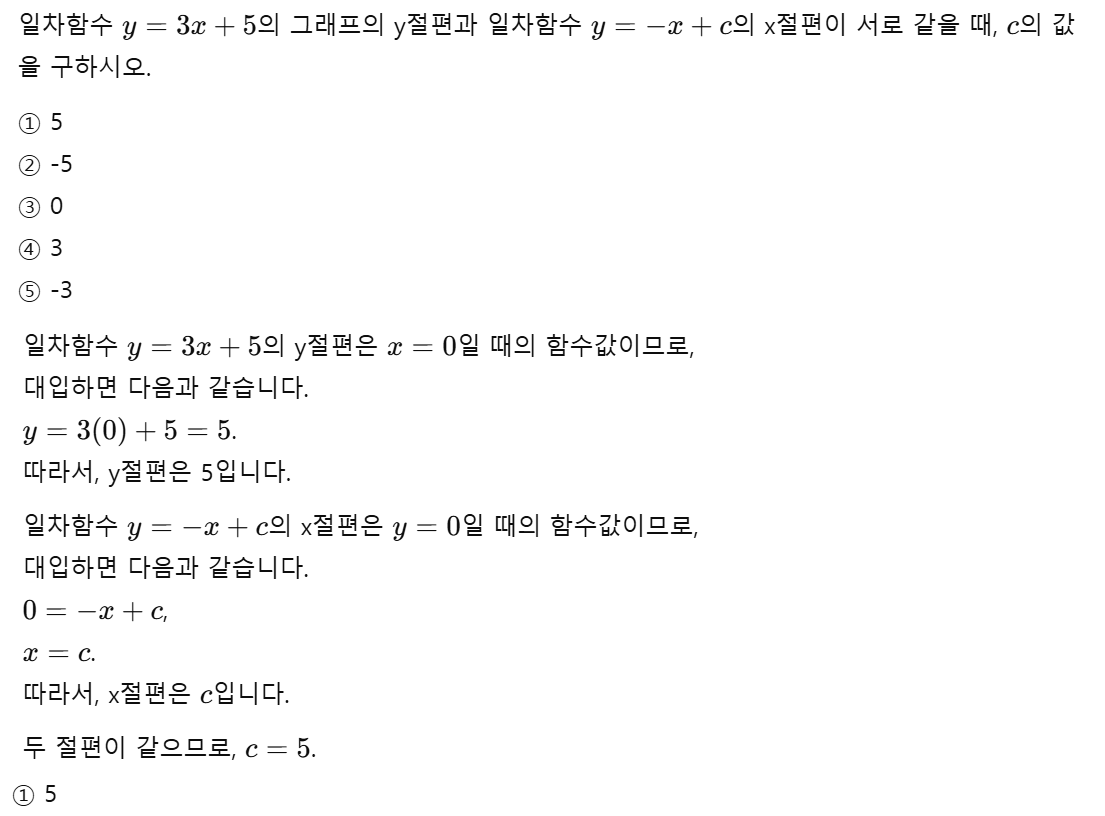 일차함수 y = 3x + 5의 그래프의 y절편과 일차함수 y = −x + c의 x절편이 서로 같을 때, c의 값
을 구하시오.
① 5
② -5
③ 0
④ 3
⑤ -3
일차함수 y = 3x + 5의 y절편은 x = 0일 때의 함수값이므로,
대입하면 다음과 같습니다.
y = 3(0) + 5 = 5.
따라서, y절편은 5입니다.
일차함수 y = −x + c의 x절편은 y = 0일 때의 함수값이므로,
대입하면 다음과 같습니다.
0 = −x + c,
x = c.
따라서, x절편은 c입니다.
두 절편이 같으므로, c = 5.
① 5